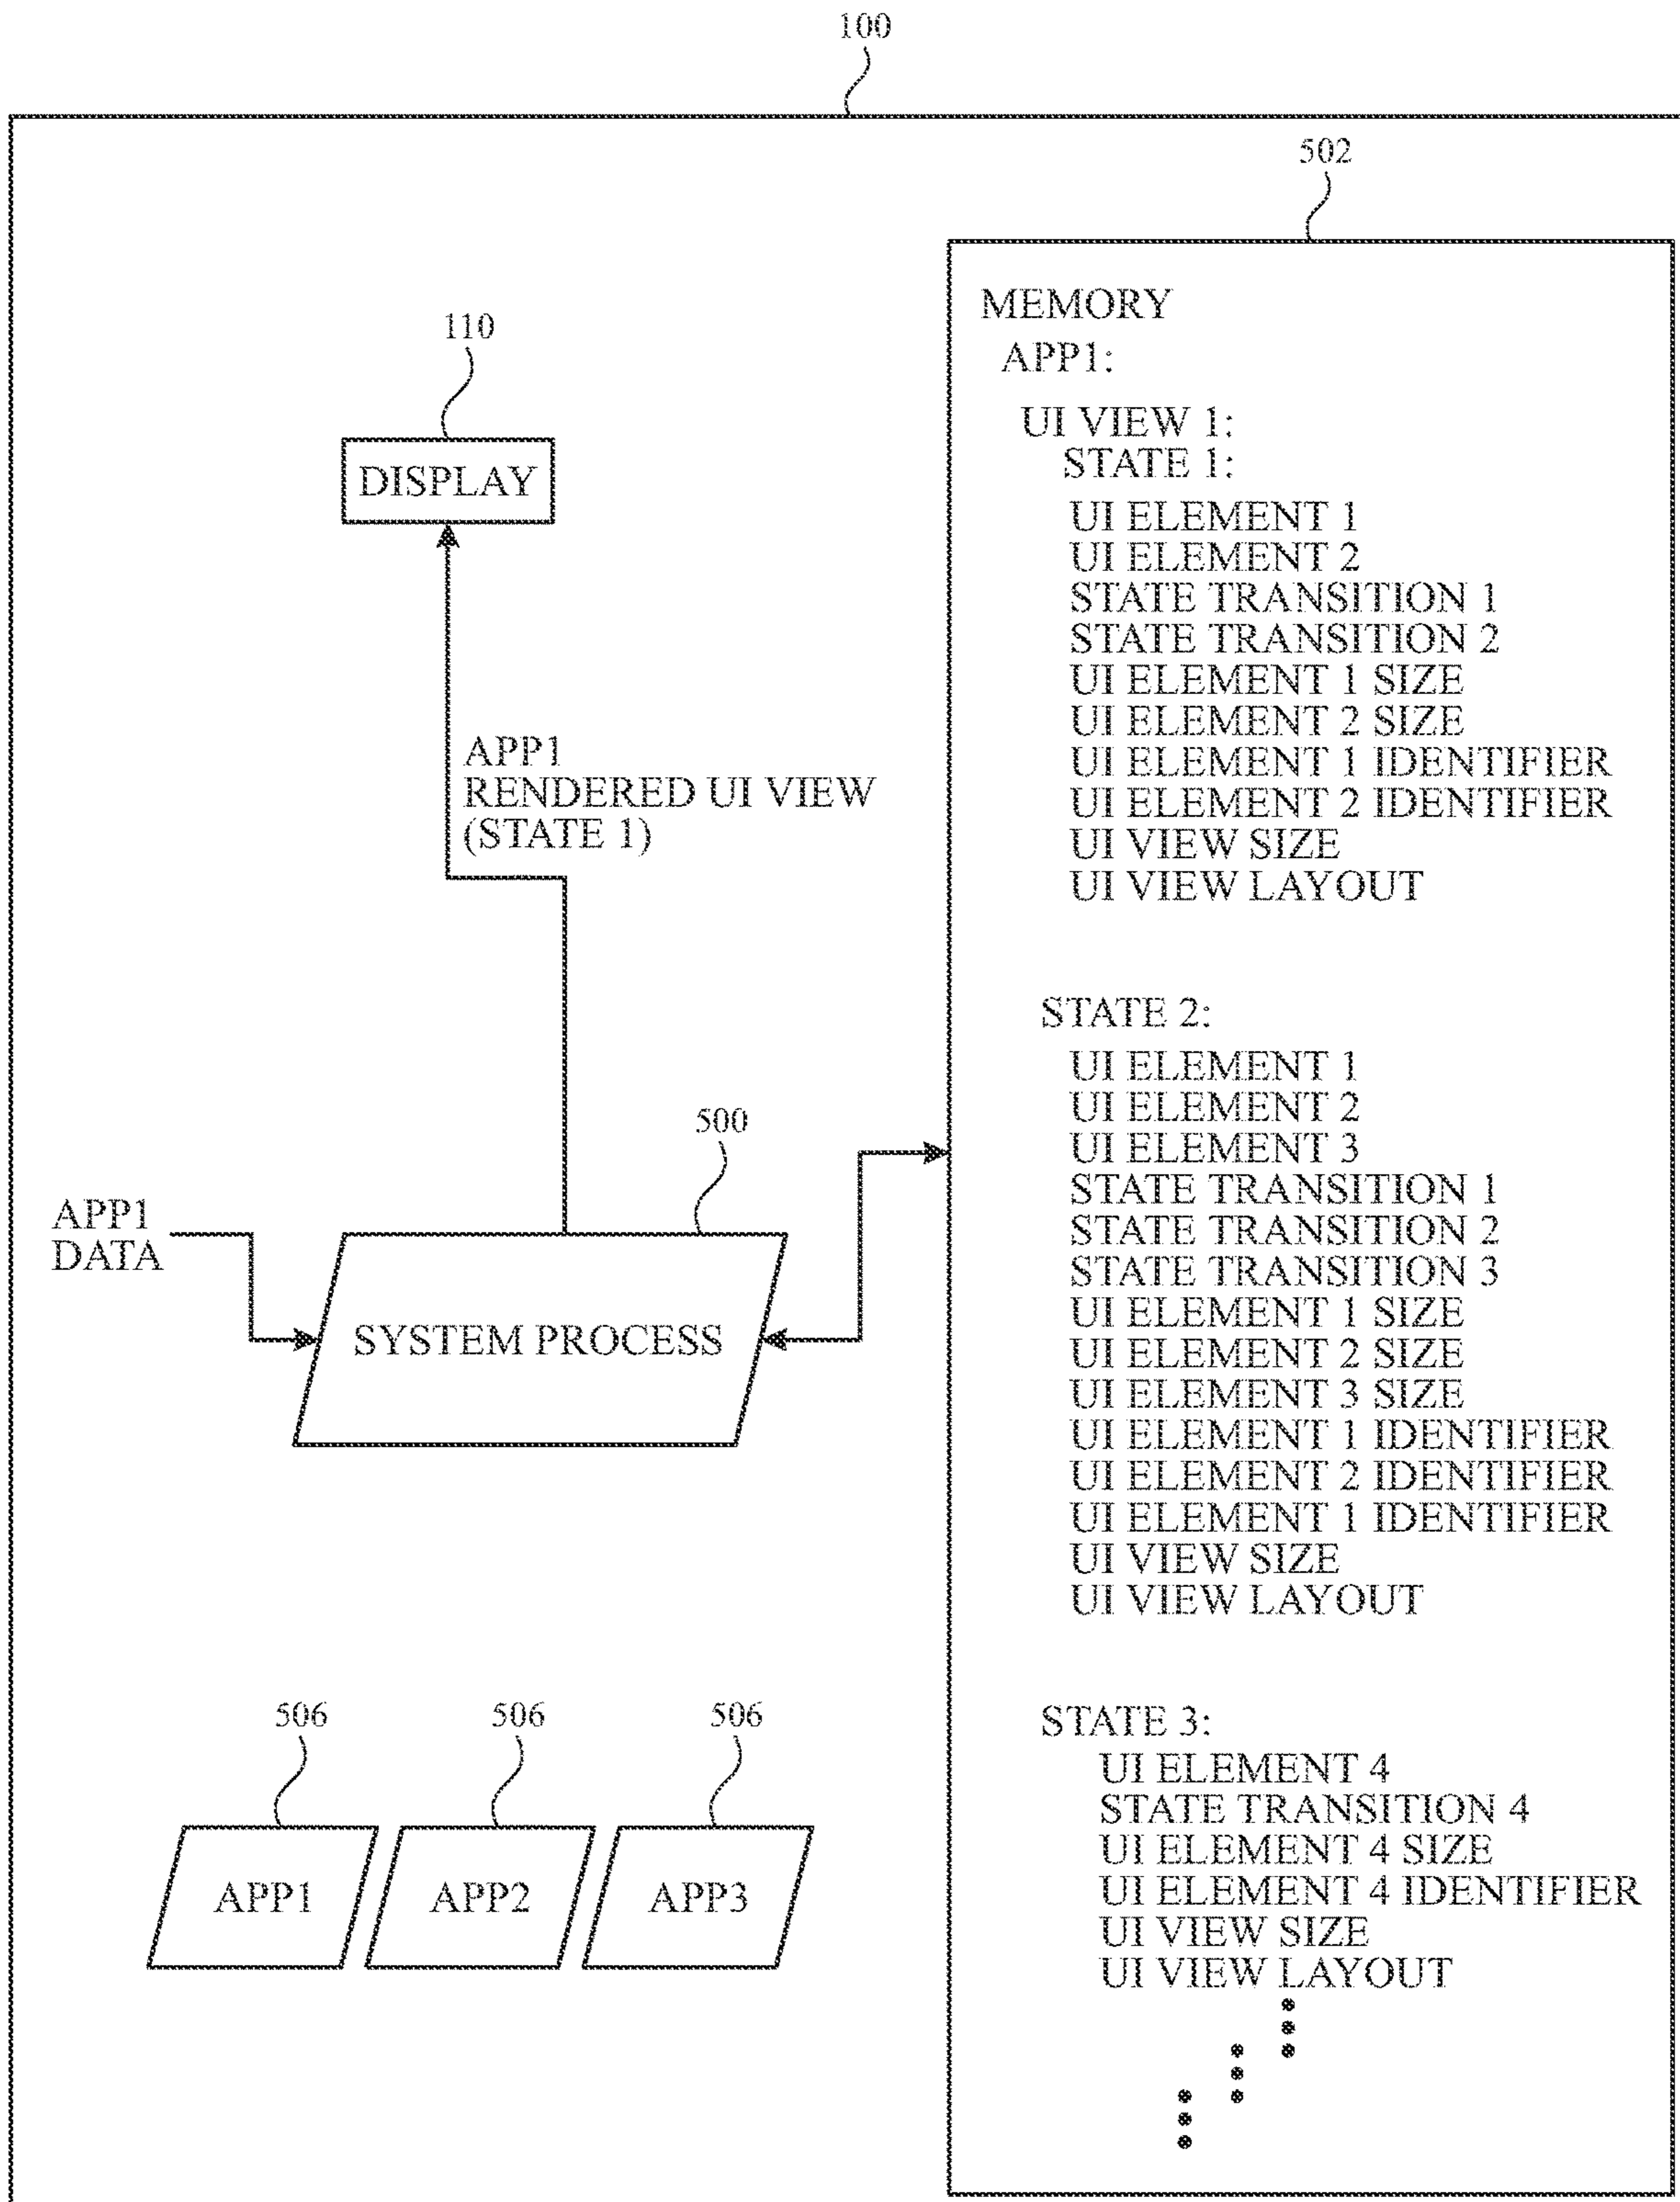 100
502
MEMORY
APP1:
UI VIEW 1:
STATE 1:
UI ELEMENT 1
UI ELEMENT 2
STATE TRANSITION 1
STATE TRANSITION 2
UI ELEMENT 1 SIZE
UI ELEMENT 2 SIZE
UI ELEMENT 1 IDENTIFIER
UI ELEMENT 2 IDENTIFIER
UI VIEW SIZE
UI VIEW LAYOUT
STATE 2:
UI ELEMENT 1
UI ELEMENT 2
UI ELEMENT 3
STATE TRANSITION 1
STATE TRANSITION 2
STATE TRANSITION 3
UI ELEMENT 1 SIZE
UI ELEMENT 2 SIZE
UI ELEMENT 3 SIZE
UI ELEMENT 1 IDENTIFIER
UI ELEMENT 2 IDENTIFIER
UI ELEMENT 1 IDENTIFIER
UI VIEW SIZE
UI VIEW LAYOUT
STATE 3:
UI ELEMENT 4
STATE TRANSITION 4
UI ELEMENT 4 SIZE
UI ELEMENT 4 IDENTIFIER
UI VIEW SIZE
UI VIEW LAYOUT
110
DISPLAY
APP1
RENDERED UI VIEW
(STATE 1)
500
APP1
DATA
SYSTEM PROCESS
506
506
506
APP1
APP2
APP3